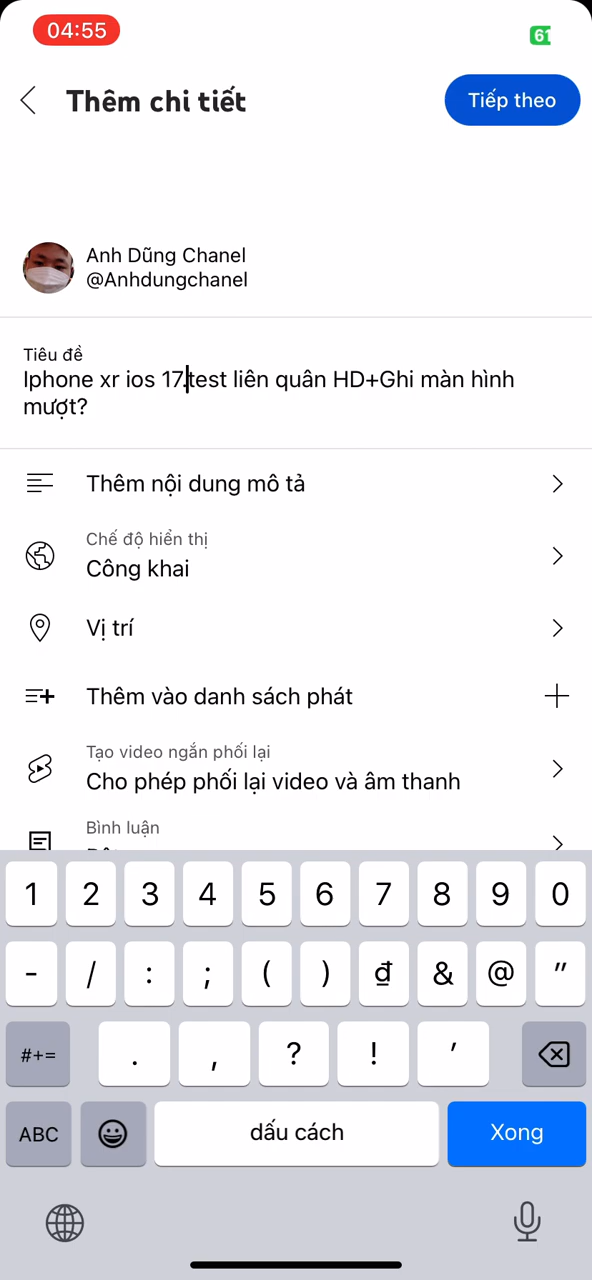 04:55
61
Thêm chi tiết
Tiếp theo
Anh Dũng Chanel
@Anhdungchanel
Tiêu đề
Iphone xr ios 17.test liên quân HD+Ghi màn hình
mượt?
Thêm nội dung mô tả
Chế độ hiển thị
Công khai
Vị trí
Thêm vào danh sách phát
Tạo video ngắn phối lại
Cho phép phối lại video và âm thanh
Bình luận
1 2 3 4 5 6 7 8 9 0
- / : ; ( ) ₫ & @ "
#+= . , ? ! '
ABC dấu cách Xong